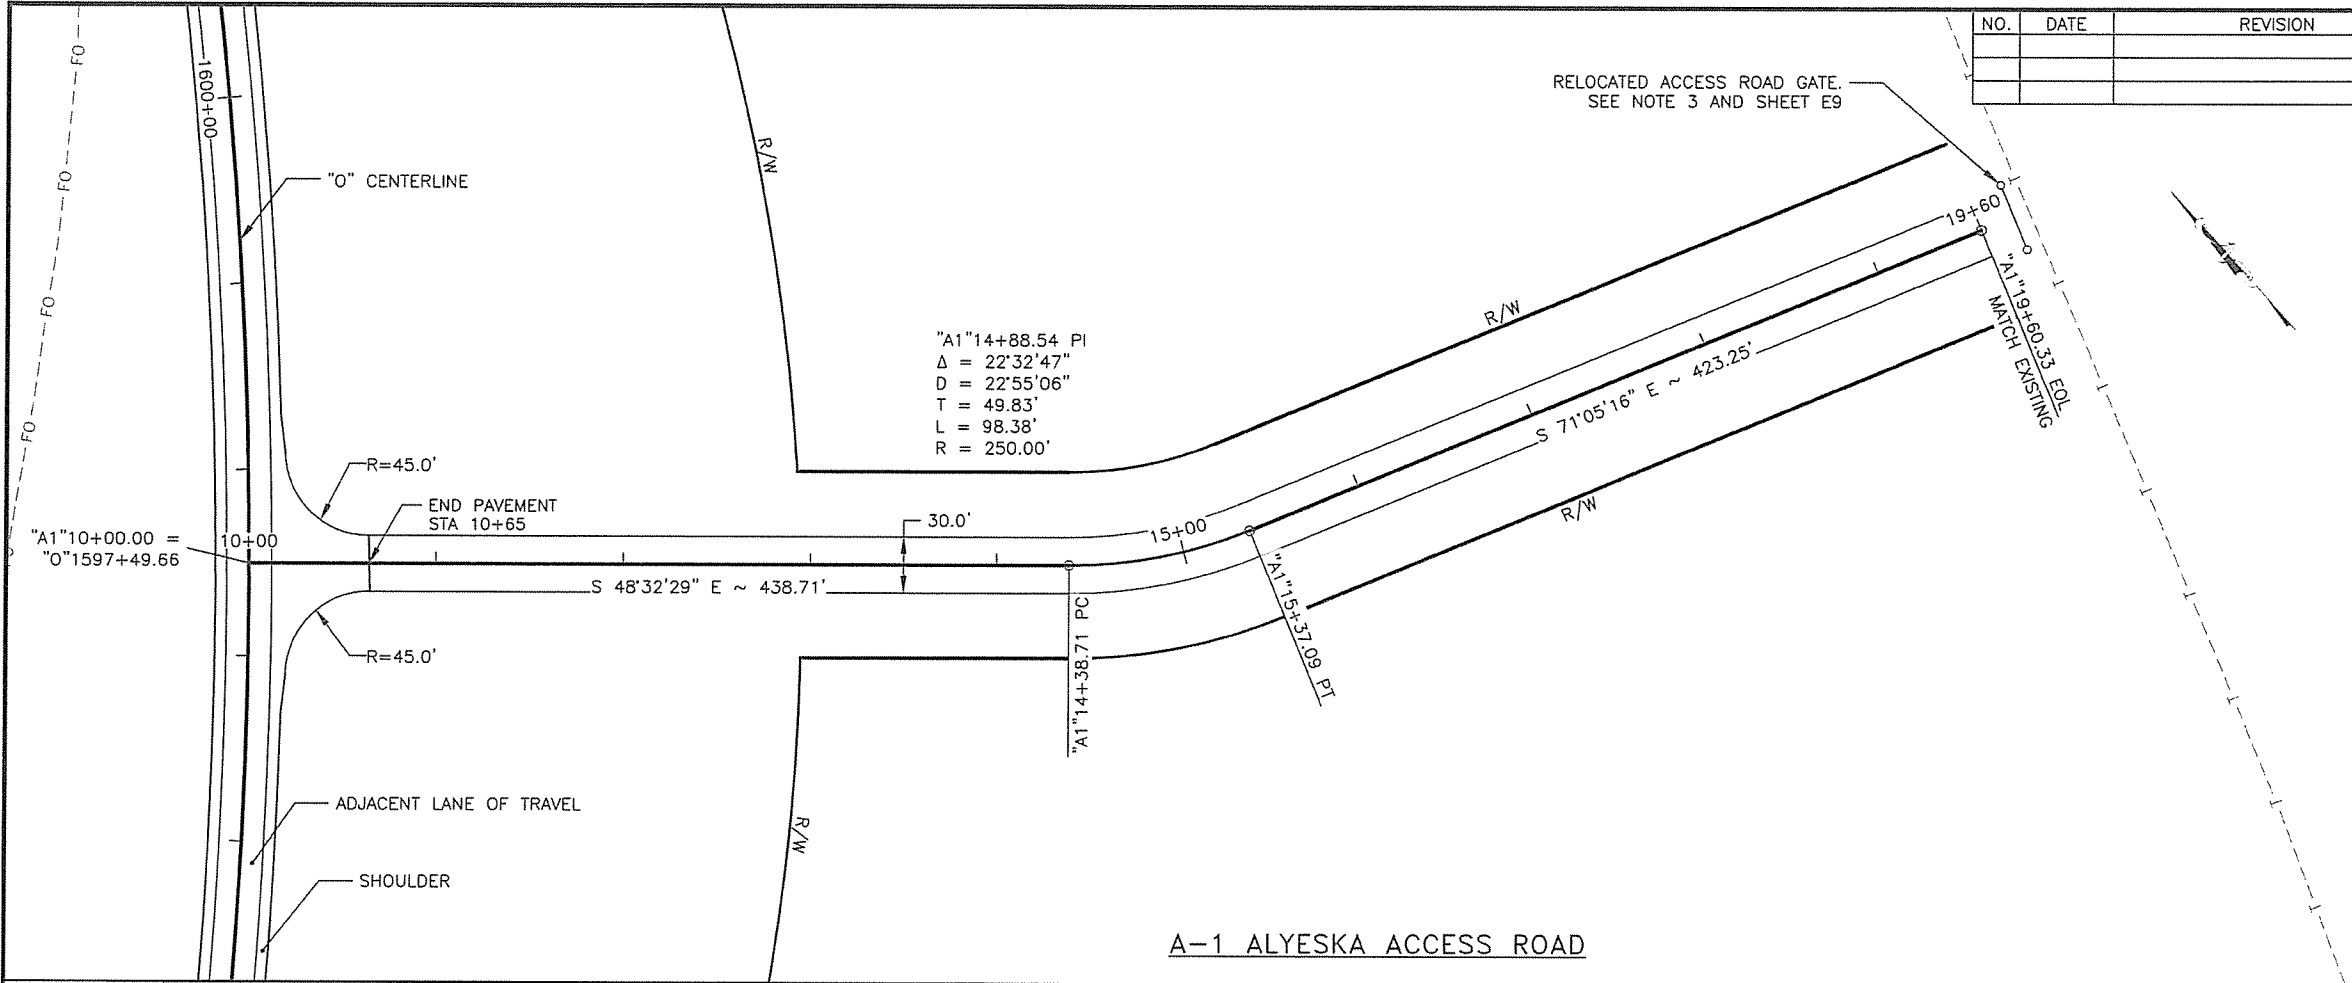 NO. DATE REVISION
RELOCATED ACCESS ROAD GATE.
SEE NOTE 3 AND SHEET E9
FO
FO
FO
FO
FO
1600+00
"O" CENTERLINE
R/W
R/W
19+60
"A1"19+60.33 EOL
MATCH EXISTING
"A1"14+88.54 PI
Δ = 22°32'47"
D = 22°55'06"
T = 49.83'
L = 98.38'
R = 250.00'
S 71°05'16" E ~ 423.25'
R=45.0'
END PAVEMENT
STA 10+65
30.0'
15+00
R/W
"A1"10+00.00 =
"O"1597+49.66
10+00
S 48°32'29" E ~ 438.71'
R=45.0'
"A1"14+38.71 PC
"A1"15+37.09 PT
ADJACENT LANE OF TRAVEL
R/W
SHOULDER
A-1 ALYESKA ACCESS ROAD